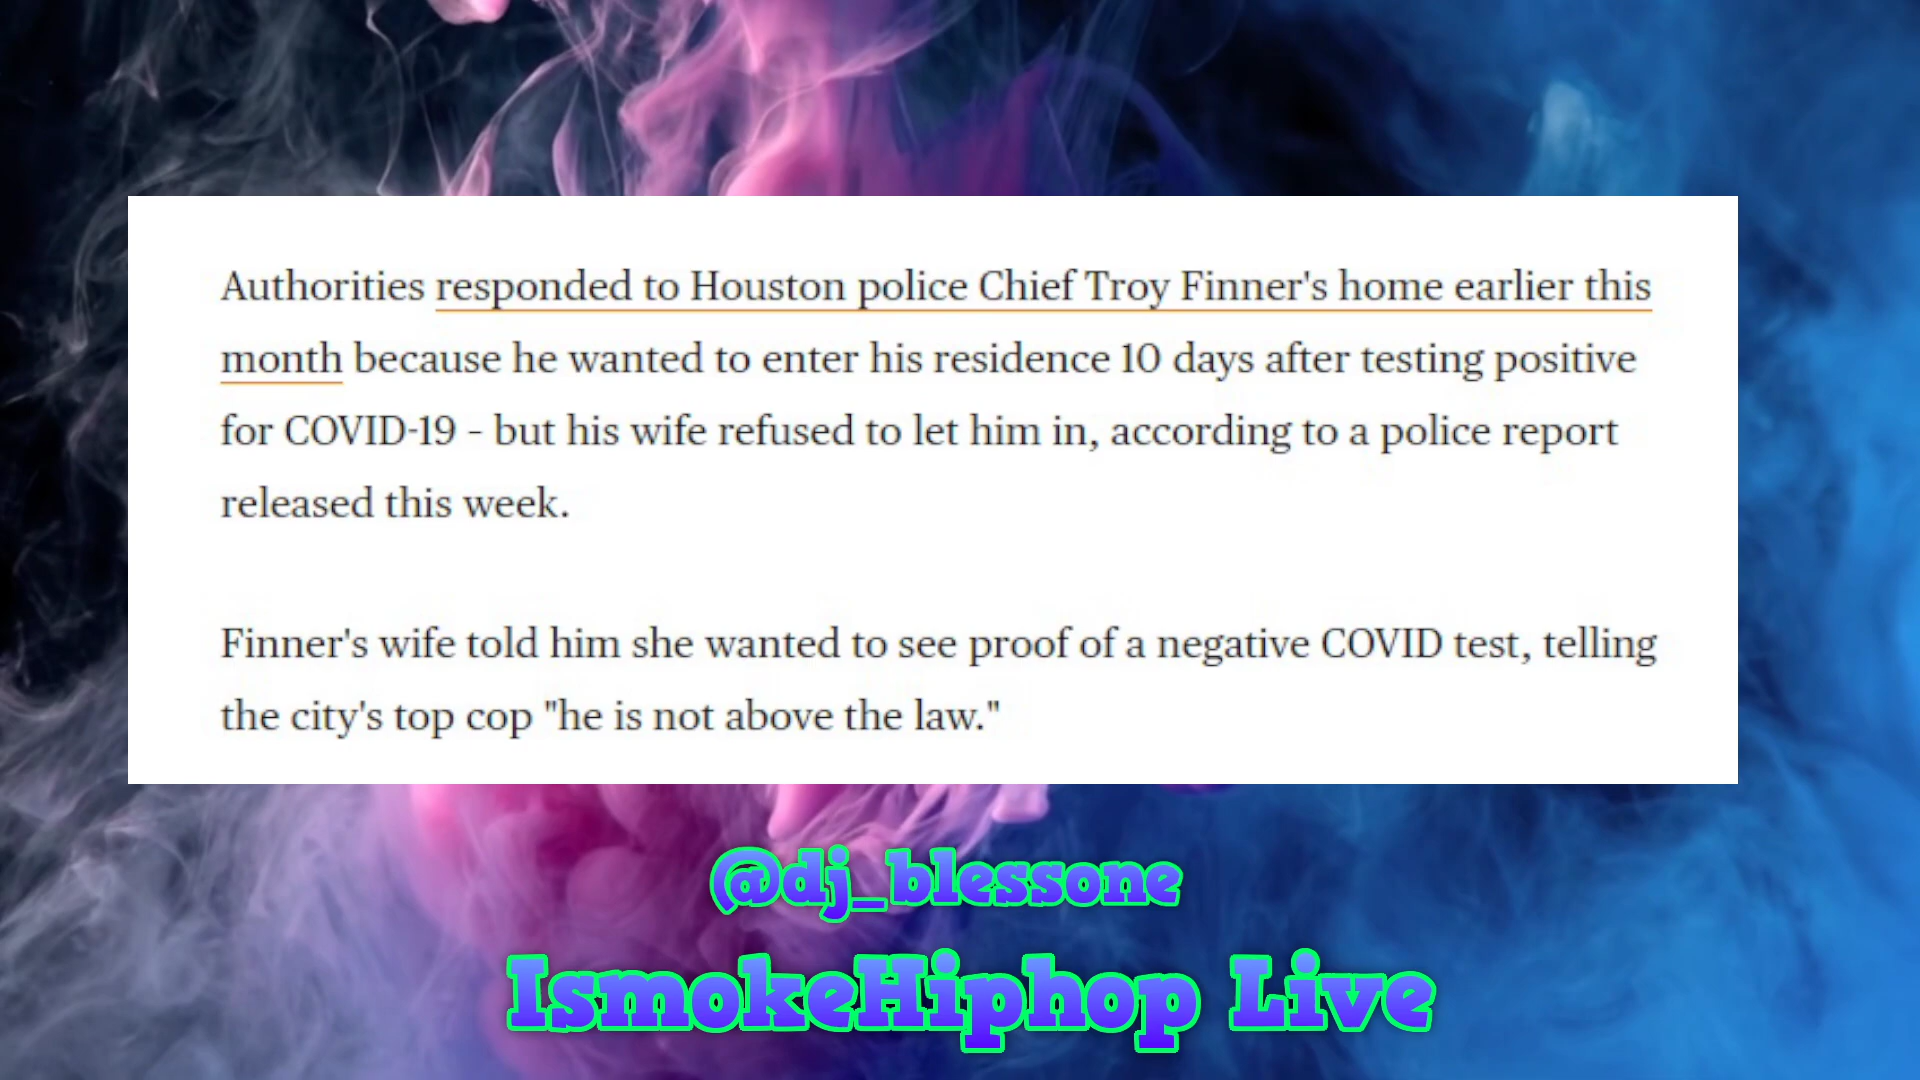 Authorities responded to Houston police Chief Troy Finner's home earlier this
month because he wanted to enter his residence 10 days after testing positive
for COVID-19 – but his wife refused to let him in, according to a police report
released this week.
Finner's wife told him she wanted to see proof of a negative COVID test, telling
the city's top cop "he is not above the law."
@dj_blessone
IsmokeHiphop Live